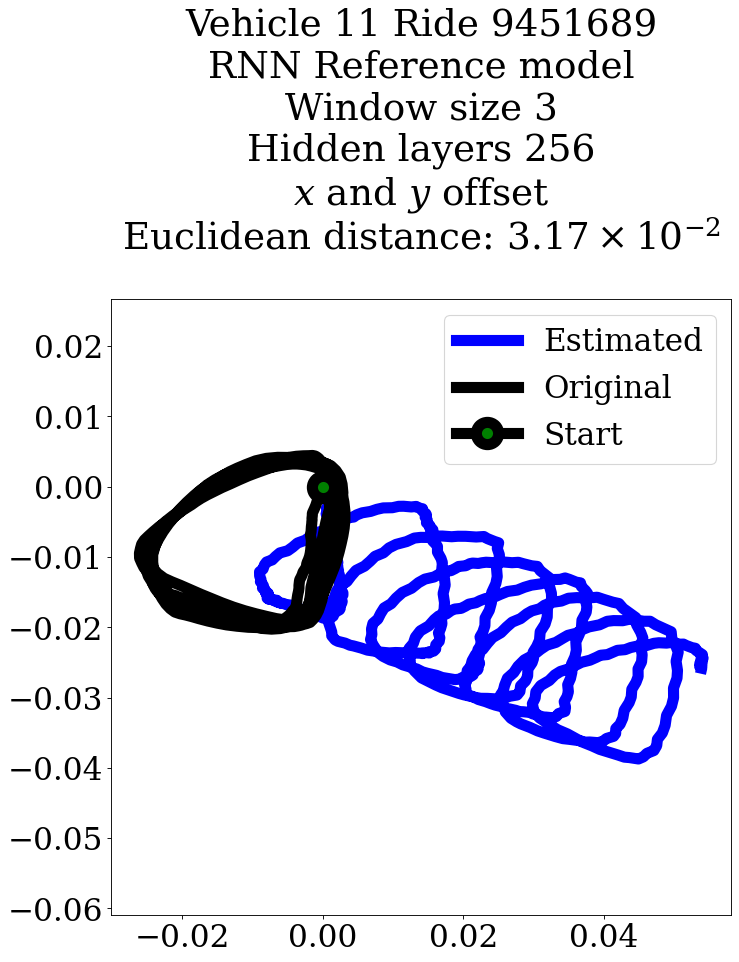 Vehicle 11 Ride 9451689
RNN Reference model
Window size 3
Hidden layers 256
x and y offset
Euclidean distance: 3.17 × 10⁻²
Estimated
Original
Start
0.02
0.01
0.00
−0.01
−0.02
−0.03
−0.04
−0.05
−0.06
−0.02 0.00 0.02 0.04